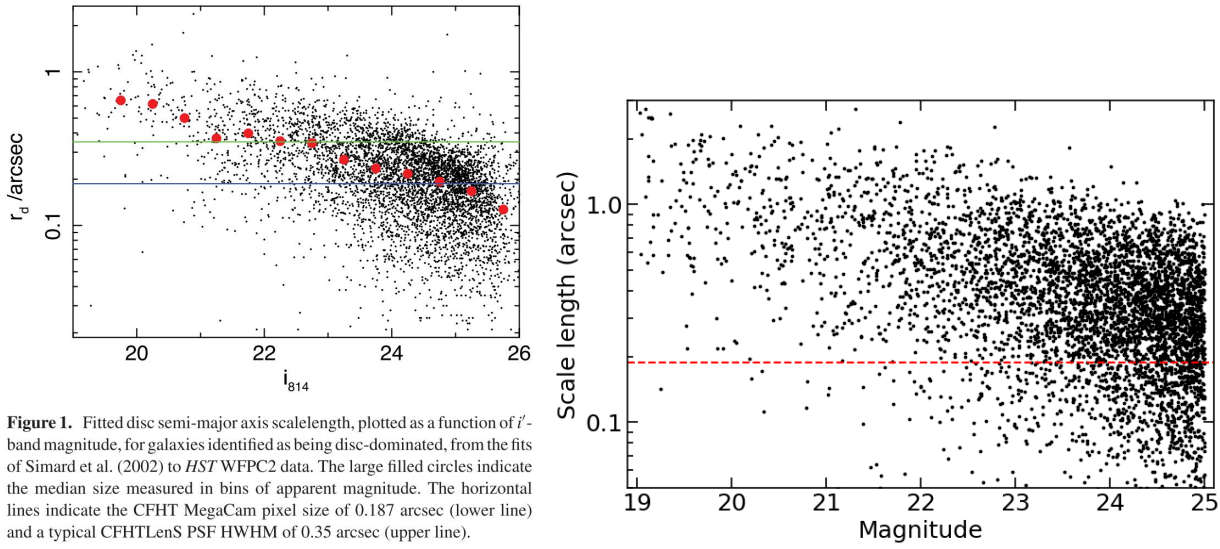 1
0.1
r_d /arcsec
20 22 24 26
i_814
Figure 1. Fitted disc semi-major axis scalelength, plotted as a function of i′-
band magnitude, for galaxies identified as being disc-dominated, from the fits
of Simard et al. (2002) to HST WFPC2 data. The large filled circles indicate
the median size measured in bins of apparent magnitude. The horizontal
lines indicate the CFHT MegaCam pixel size of 0.187 arcsec (lower line)
and a typical CFHTLenS PSF HWHM of 0.35 arcsec (upper line).
1.0
0.1
Scale length (arcsec)
19 20 21 22 23 24 25
Magnitude